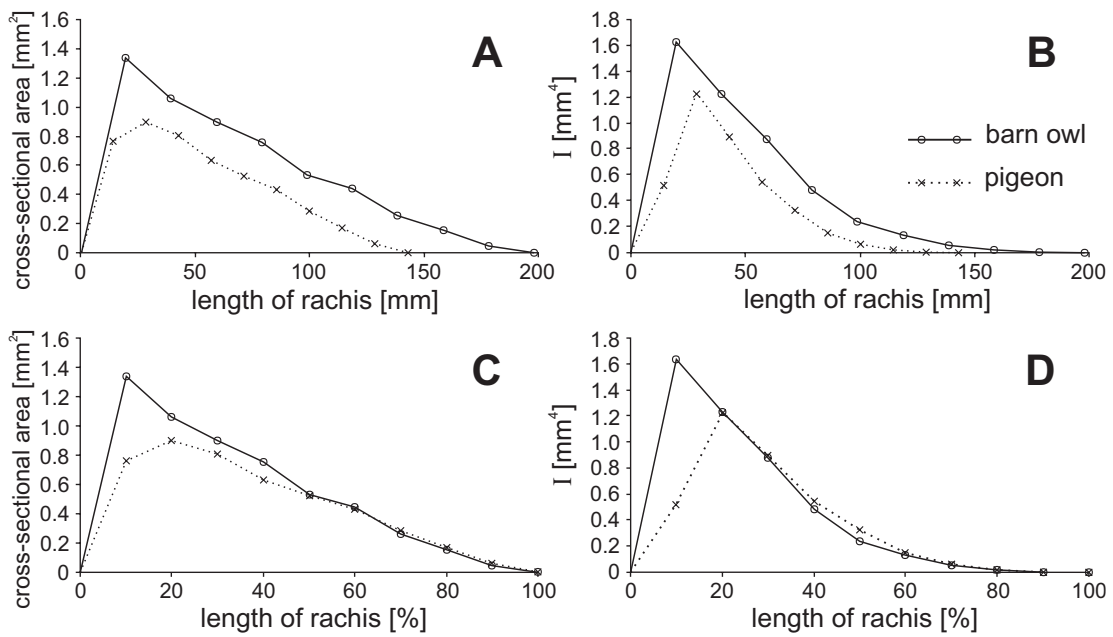 A
cross-sectional area [mm²]
1.6
1.4
1.2
1.0
0.8
0.6
0.4
0.2
0
0 50 100 150 200
length of rachis [mm]
B
I [mm⁴]
1.8
1.6
1.4
1.2
1.0
0.8
0.6
0.4
0.2
0
0 50 100 150 200
length of rachis [mm]
barn owl
pigeon
C
cross-sectional area [mm²]
1.6
1.4
1.2
1.0
0.8
0.6
0.4
0.2
0
0 20 40 60 80 100
length of rachis [%]
D
I [mm⁴]
1.8
1.6
1.4
1.2
1.0
0.8
0.6
0.4
0.2
0
0 20 40 60 80 100
length of rachis [%]